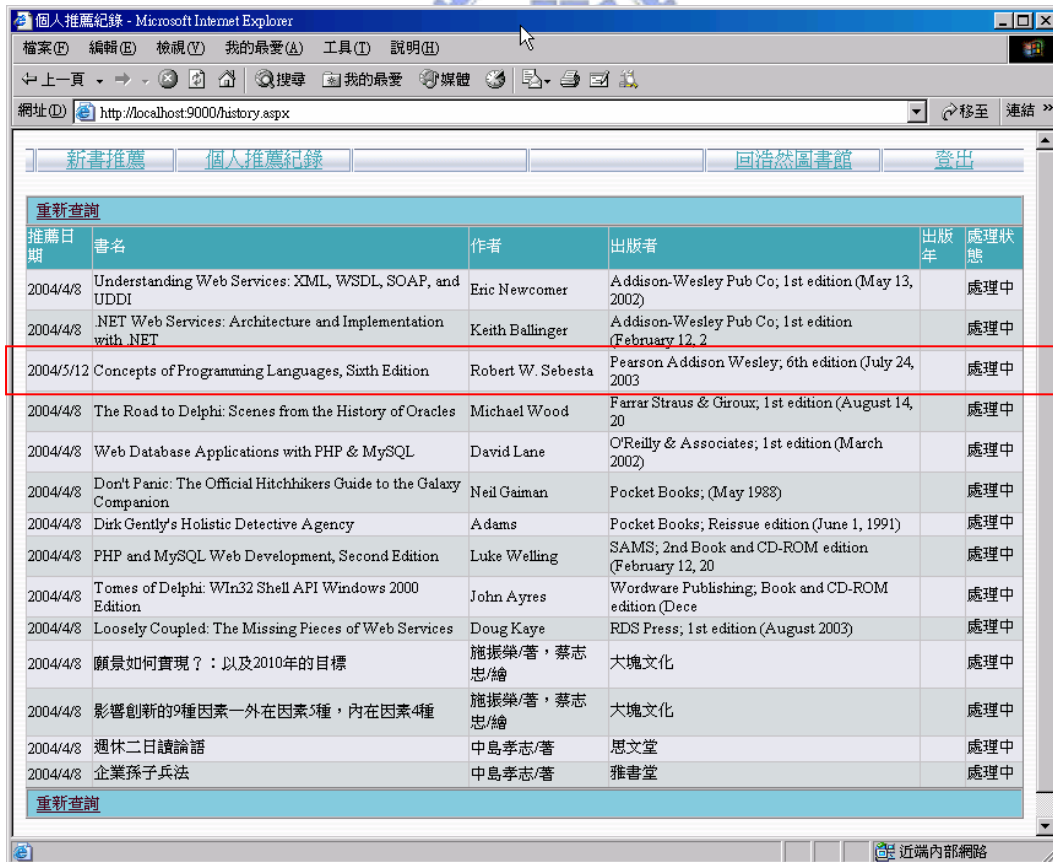 個人推薦紀錄 - Microsoft Internet Explorer
檔案(F) 編輯(E) 檢視(V) 我的最愛(A) 工具(T) 說明(H)
上一頁 搜尋 我的最愛 媒體
網址(D) http://localhost:9000/history.aspx 移至 連結 »
新書推薦 個人推薦紀錄 回浩然圖書館 登出
重新查詢
推薦日期 書名 作者 出版者 出版年 處理狀態
2004/4/8 Understanding Web Services: XML, WSDL, SOAP, and UDDI Eric Newcomer Addison-Wesley Pub Co; 1st edition (May 13, 2002) 處理中
2004/4/8 .NET Web Services: Architecture and Implementation with .NET Keith Ballinger Addison-Wesley Pub Co; 1st edition (February 12, 2 處理中
2004/5/12 Concepts of Programming Languages, Sixth Edition Robert W. Sebesta Pearson Addison Wesley; 6th edition (July 24, 2003 處理中
2004/4/8 The Road to Delphi: Scenes from the History of Oracles Michael Wood Farrar Straus & Giroux; 1st edition (August 14, 20 處理中
2004/4/8 Web Database Applications with PHP & MySQL David Lane O'Reilly & Associates; 1st edition (March 2002) 處理中
2004/4/8 Don't Panic: The Official Hitchhikers Guide to the Galaxy Companion Neil Gaiman Pocket Books; (May 1988) 處理中
2004/4/8 Dirk Gently's Holistic Detective Agency Adams Pocket Books; Reissue edition (June 1, 1991) 處理中
2004/4/8 PHP and MySQL Web Development, Second Edition Luke Welling SAMS; 2nd Book and CD-ROM edition (February 12, 20 處理中
2004/4/8 Tomes of Delphi: WIn32 Shell API Windows 2000 Edition John Ayres Wordware Publishing; Book and CD-ROM edition (Dece 處理中
2004/4/8 Loosely Coupled: The Missing Pieces of Web Services Doug Kaye RDS Press; 1st edition (August 2003) 處理中
2004/4/8 願景如何實現？：以及2010年的目標 施振榮/著，蔡志忠/繪 大塊文化 處理中
2004/4/8 影響創新的9種因素－外在因素5種，內在因素4種 施振榮/著，蔡志忠/繪 大塊文化 處理中
2004/4/8 週休二日讀論語 中島孝志/著 思文堂 處理中
2004/4/8 企業孫子兵法 中島孝志/著 雅書堂 處理中
重新查詢
近端內部網路